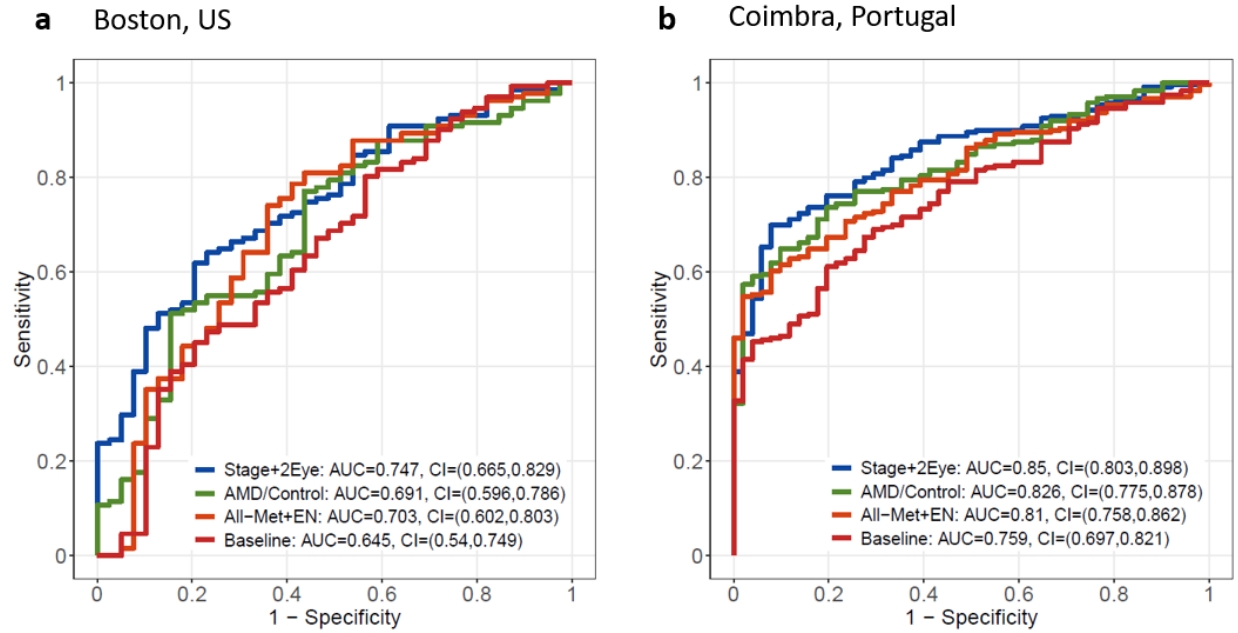 a Boston, US
b Coimbra, Portugal
Sensitivity
1
0.8
0.6
0.4
0.2
0
Stage+2Eye: AUC=0.747, CI=(0.665,0.829)
AMD/Control: AUC=0.691, CI=(0.596,0.786)
All−Met+EN: AUC=0.703, CI=(0.602,0.803)
Baseline: AUC=0.645, CI=(0.54,0.749)
0 0.2 0.4 0.6 0.8 1
1 − Specificity
Sensitivity
1
0.8
0.6
0.4
0.2
0
Stage+2Eye: AUC=0.85, CI=(0.803,0.898)
AMD/Control: AUC=0.826, CI=(0.775,0.878)
All−Met+EN: AUC=0.81, CI=(0.758,0.862)
Baseline: AUC=0.759, CI=(0.697,0.821)
0 0.2 0.4 0.6 0.8 1
1 − Specificity